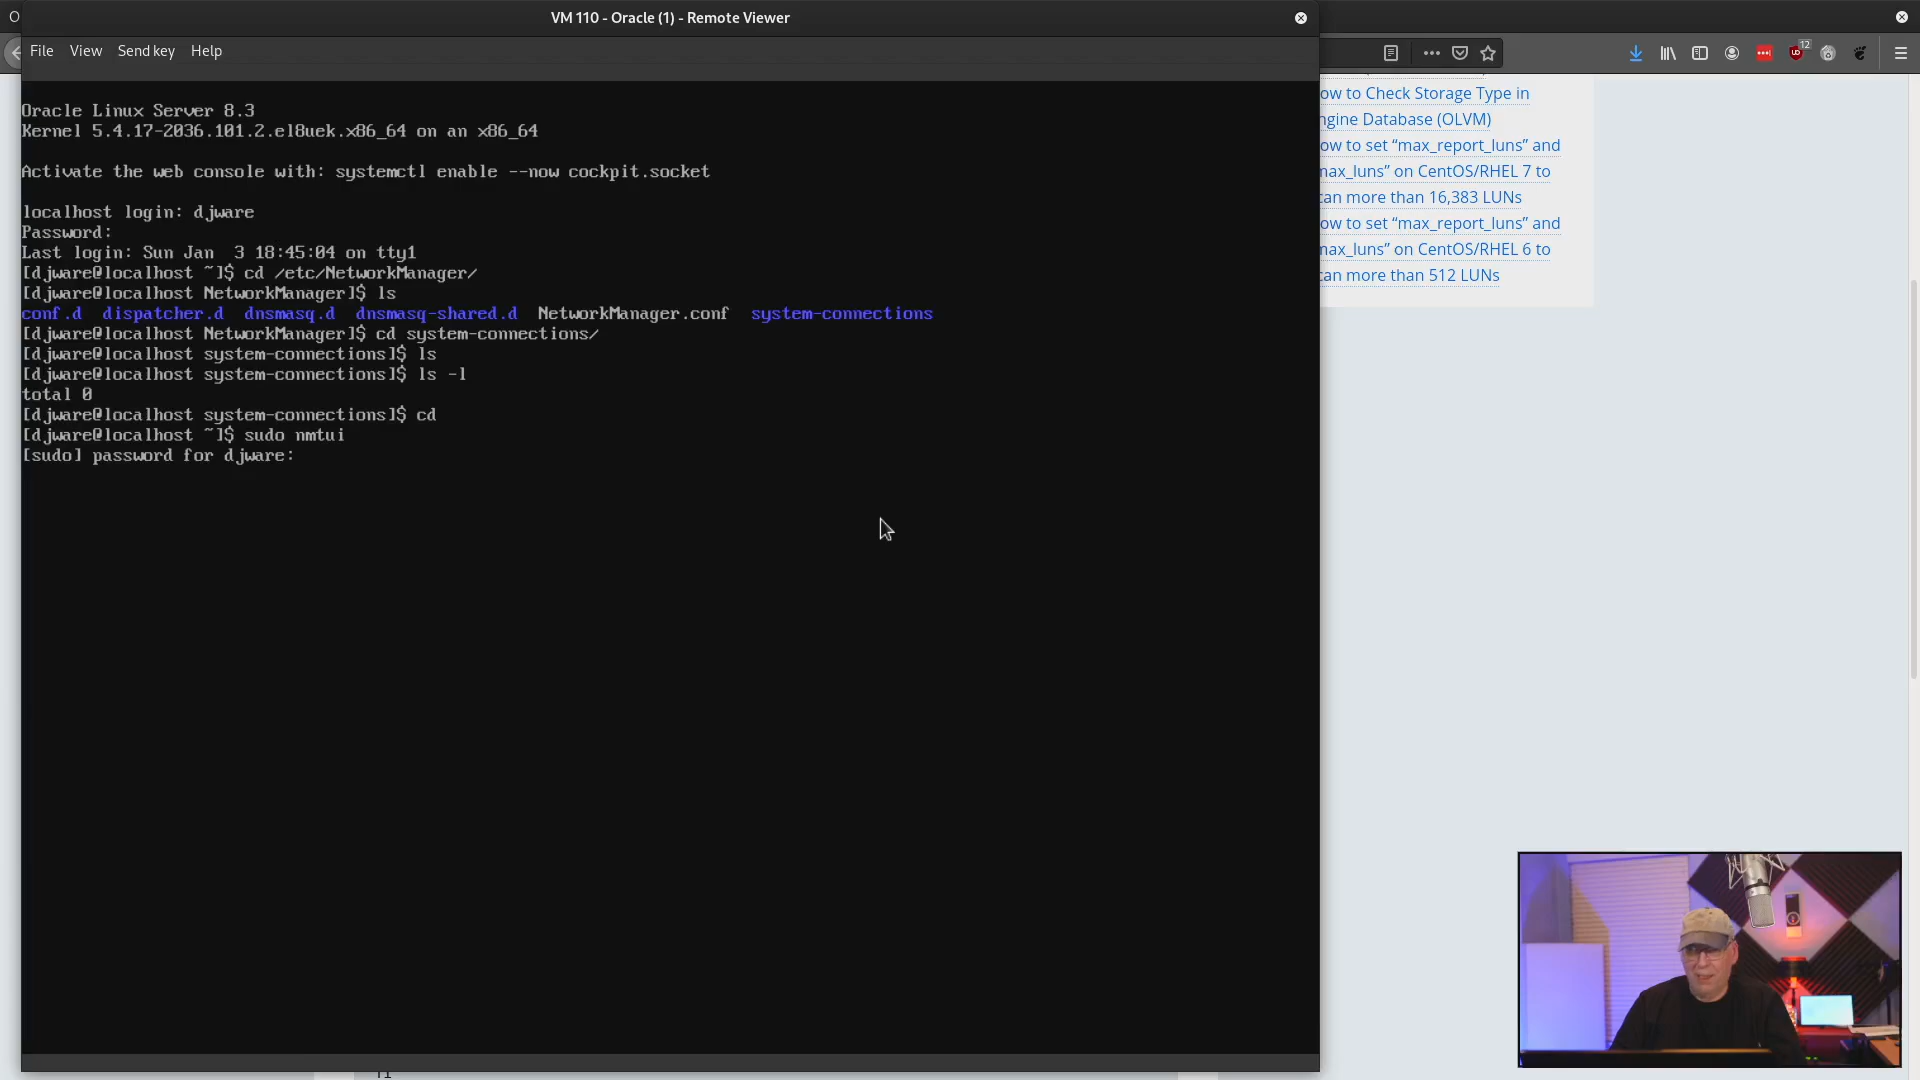 VM 110 - Oracle (1) - Remote Viewer
File View Send key Help
12
Oracle Linux Server 8.3
Kernel 5.4.17-2036.101.2.el8uek.x86_64 on an x86_64
Activate the web console with: systemctl enable --now cockpit.socket
localhost login: djware
Password:
Last login: Sun Jan  3 18:45:04 on tty1
[djware@localhost ~]$ cd /etc/NetworkManager/
[djware@localhost NetworkManager]$ ls
conf.d  dispatcher.d  dnsmasq.d  dnsmasq-shared.d  NetworkManager.conf  system-connections
[djware@localhost NetworkManager]$ cd system-connections/
[djware@localhost system-connections]$ ls
[djware@localhost system-connections]$ ls -l
total 0
[djware@localhost system-connections]$ cd
[djware@localhost ~]$ sudo nmtui
[sudo] password for djware:
ow to Check Storage Type in
ngine Database (OLVM)
ow to set “max_report_luns” and
max_luns” on CentOS/RHEL 7 to
can more than 16,383 LUNs
ow to set “max_report_luns” and
max_luns” on CentOS/RHEL 6 to
can more than 512 LUNs